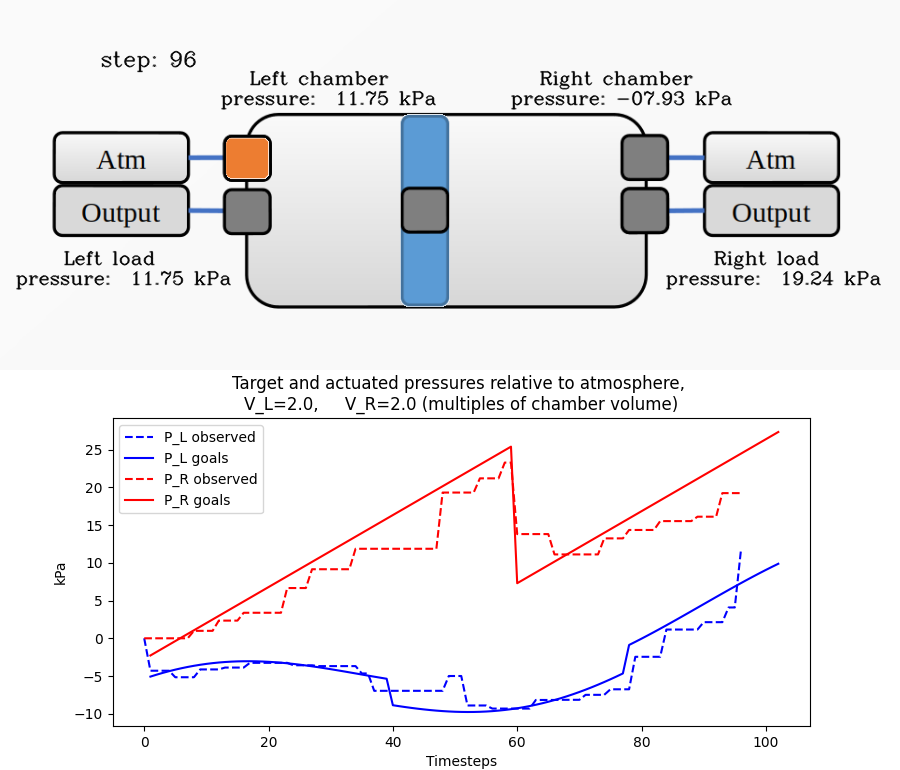 step: 96
Left chamber
pressure: 11.75 kPa
Right chamber
pressure: −07.93 kPa
Atm
Output
Atm
Output
Left load
pressure: 11.75 kPa
Right load
pressure: 19.24 kPa
Target and actuated pressures relative to atmosphere,
V_L=2.0, V_R=2.0 (multiples of chamber volume)
P_L observed
P_L goals
P_R observed
P_R goals
25
20
15
10
5
0
−5
−10
kPa
0 20 40 60 80 100
Timesteps